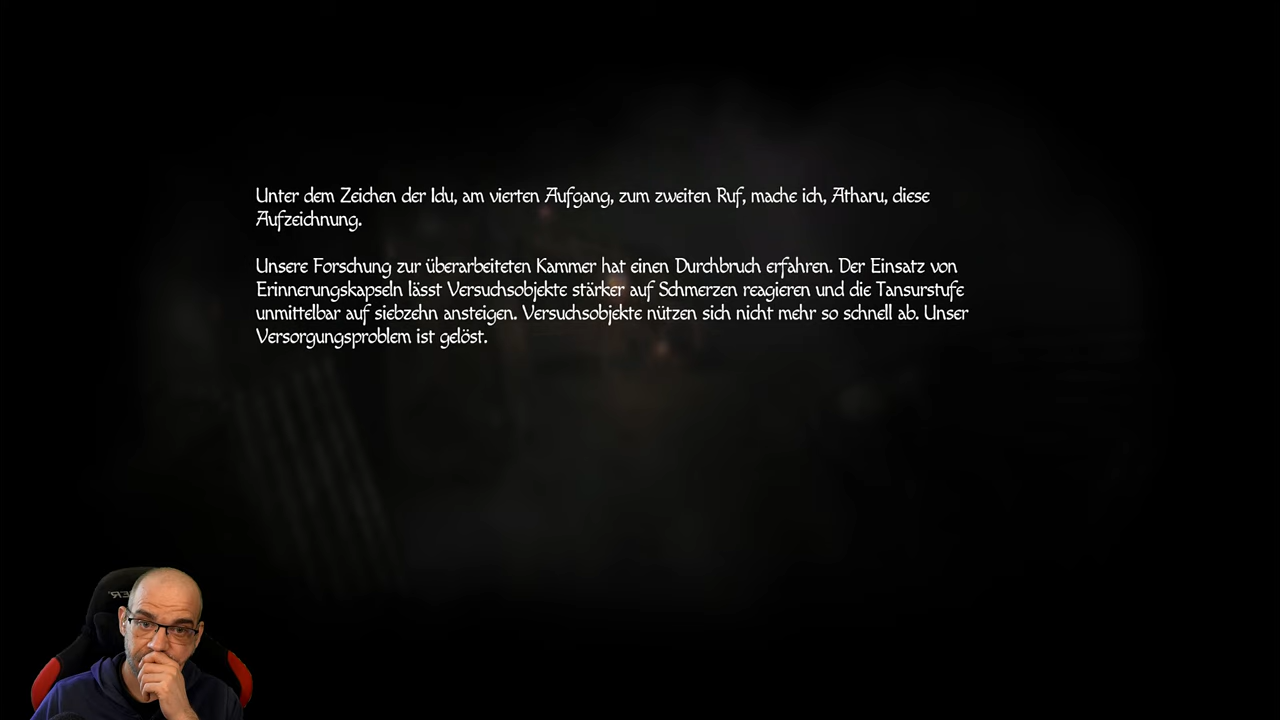 Unter dem Zeichen der Idu, am vierten Aufgang, zum zweiten Ruf, mache ich, Atharu, diese
Aufzeichnung.
Unsere Forschung zur überarbeiteten Kammer hat einen Durchbruch erfahren. Der Einsatz von
Erinnerungskapseln lässt Versuchsobjekte stärker auf Schmerzen reagieren und die Tansurstufe
unmittelbar auf siebzehn ansteigen. Versuchsobjekte nützen sich nicht mehr so schnell ab. Unser
Versorgungsproblem ist gelöst.